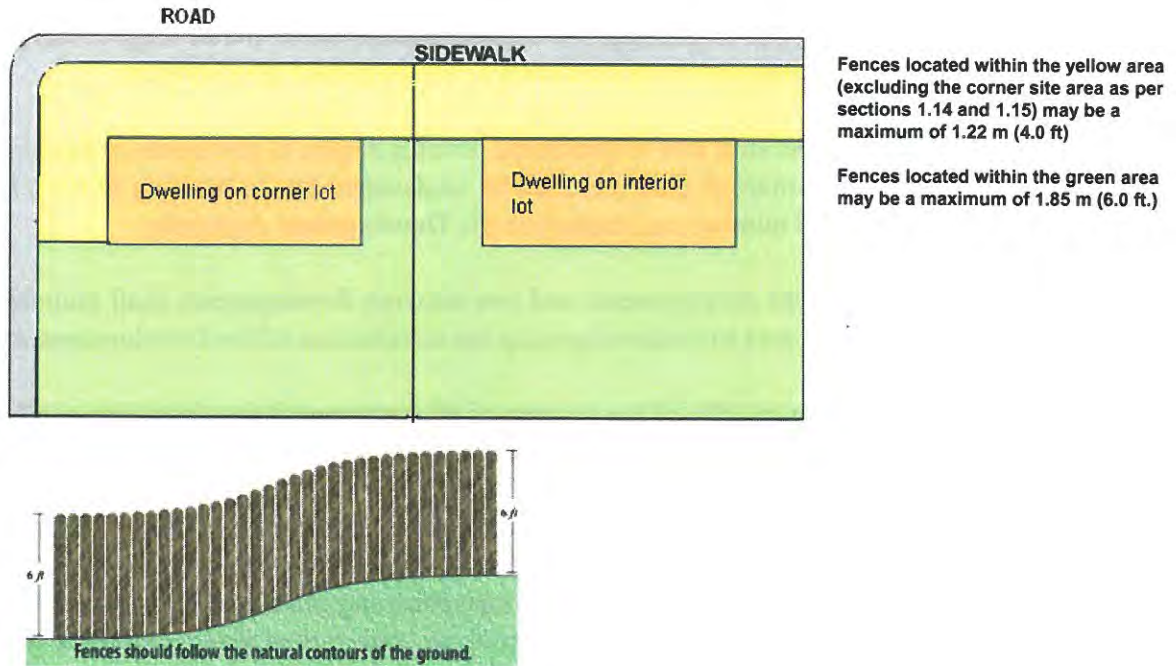 ROAD
SIDEWALK
Fences located within the yellow area
(excluding the corner site area as per
sections 1.14 and 1.15) may be a
maximum of 1.22 m (4.0 ft)
Fences located within the green area
may be a maximum of 1.85 m (6.0 ft.)
Dwelling on corner lot
Dwelling on interior
lot
6 ft
6 ft
Fences should follow the natural contours of the ground.